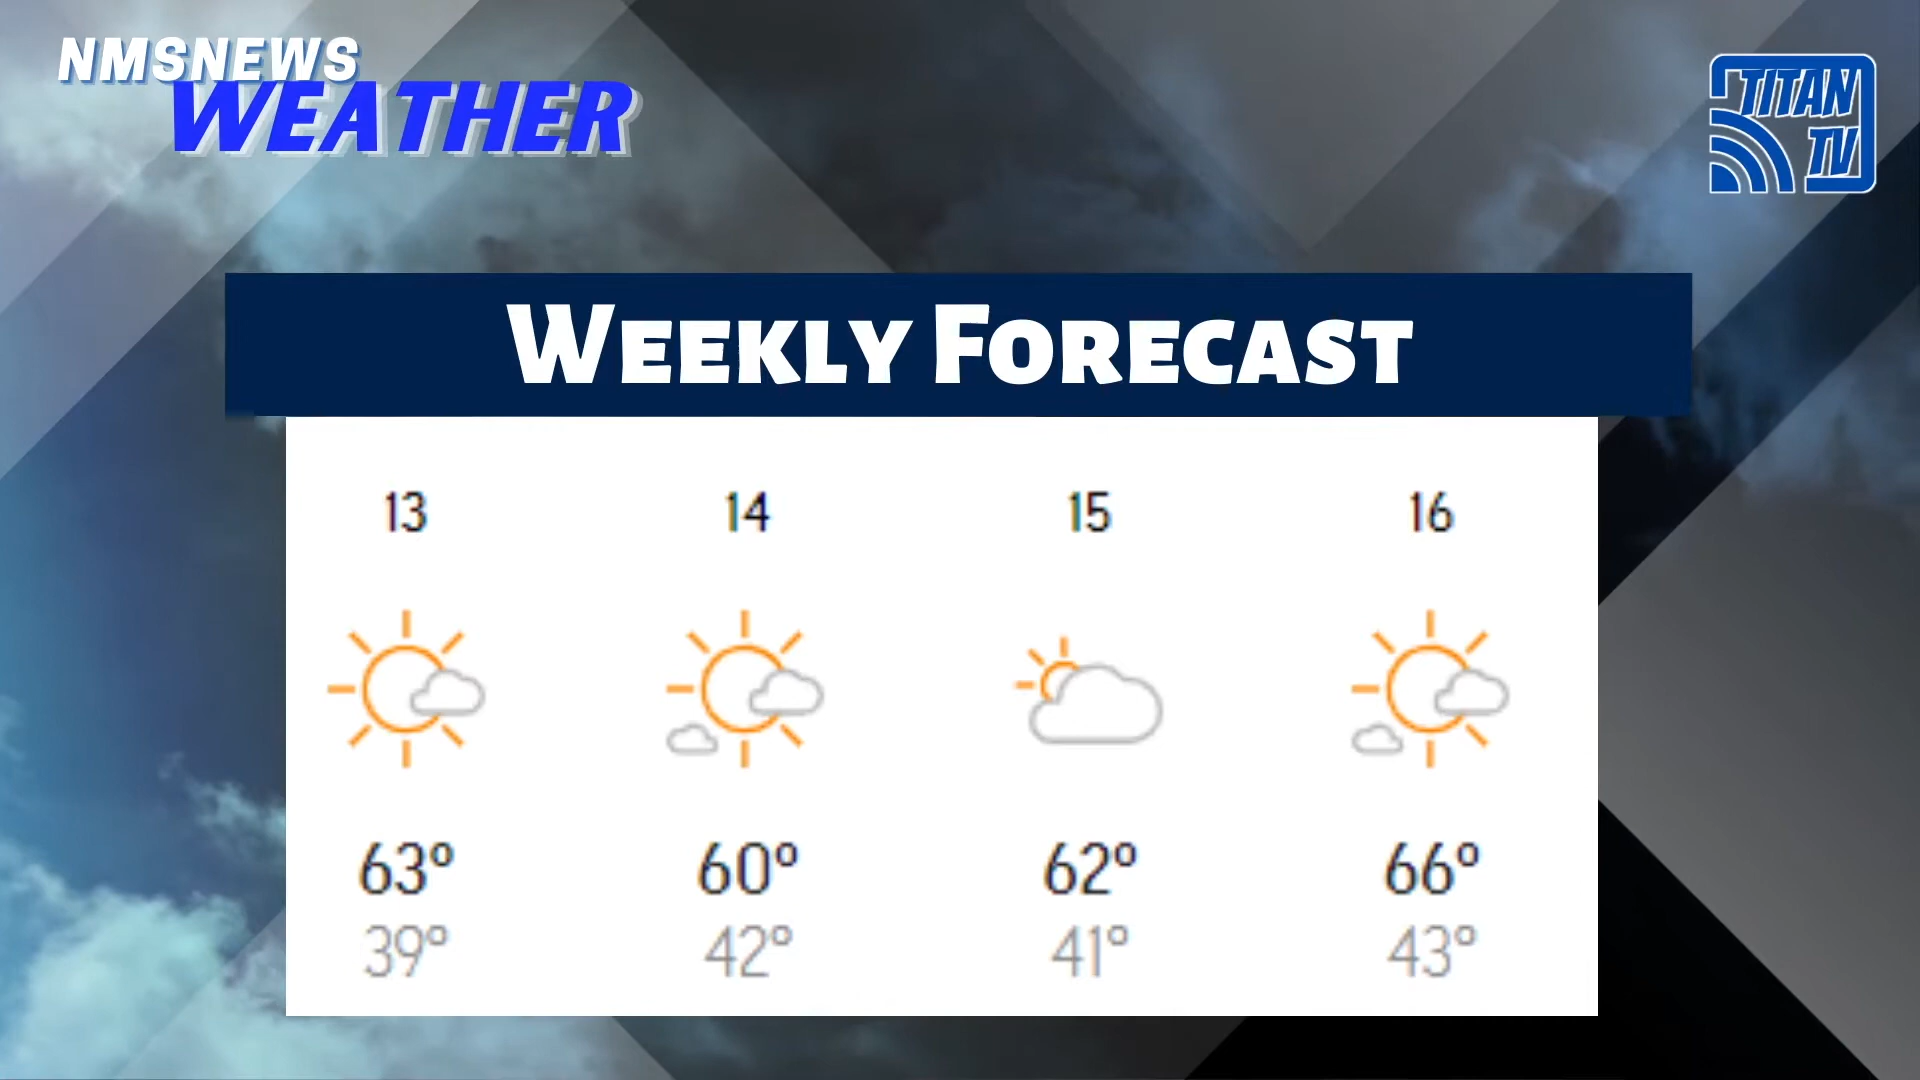 NMSNEWS
WEATHER
TITAN
TV
WEEKLY FORECAST
13 14 15 16
63° 60° 62° 66°
39° 42° 41° 43°